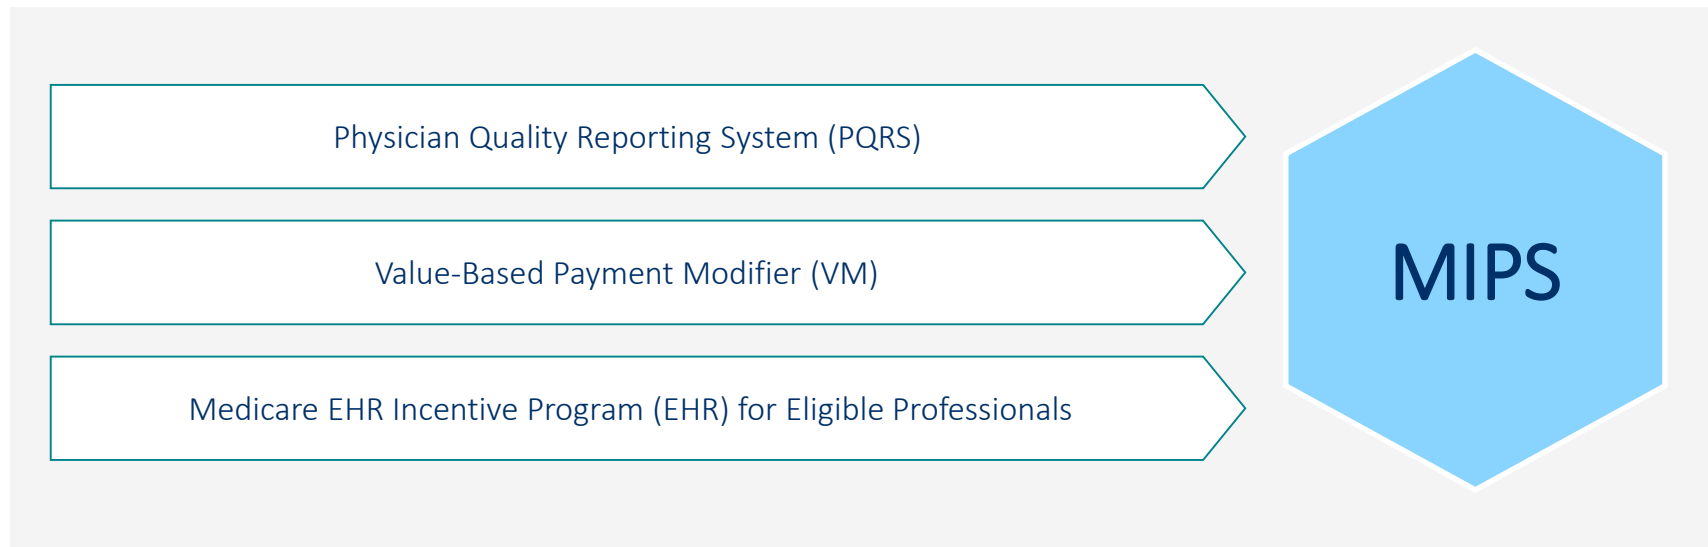 Physician Quality Reporting System (PQRS)
Value-Based Payment Modifier (VM)
Medicare EHR Incentive Program (EHR) for Eligible Professionals
MIPS